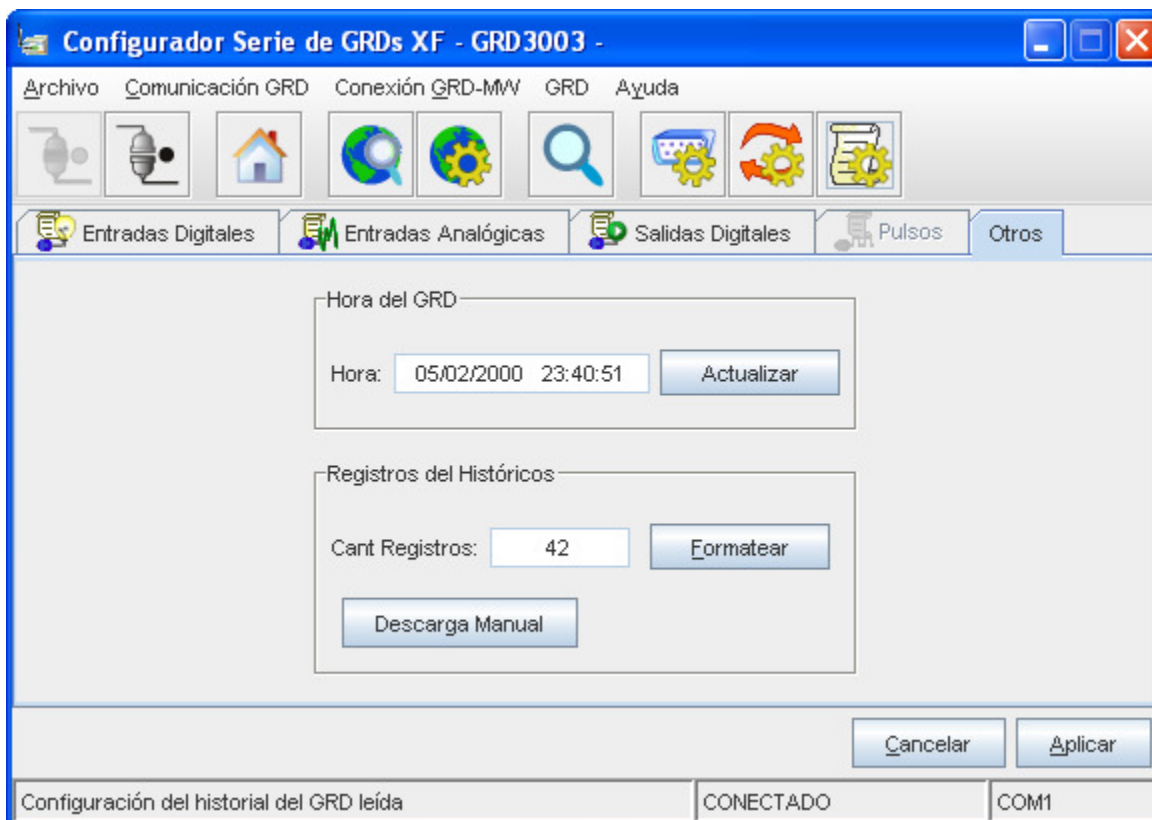 Configurador Serie de GRDs XF - GRD3003 -
Archivo Comunicación GRD Conexión GRD-MW GRD Ayuda
Entradas Digitales Entradas Analógicas Salidas Digitales Pulsos Otros
Hora del GRD
Hora: 05/02/2000 23:40:51 Actualizar
Registros del Históricos
Cant Registros: 42 Formatear
Descarga Manual
Cancelar Aplicar
Configuración del historial del GRD leída CONECTADO COM1